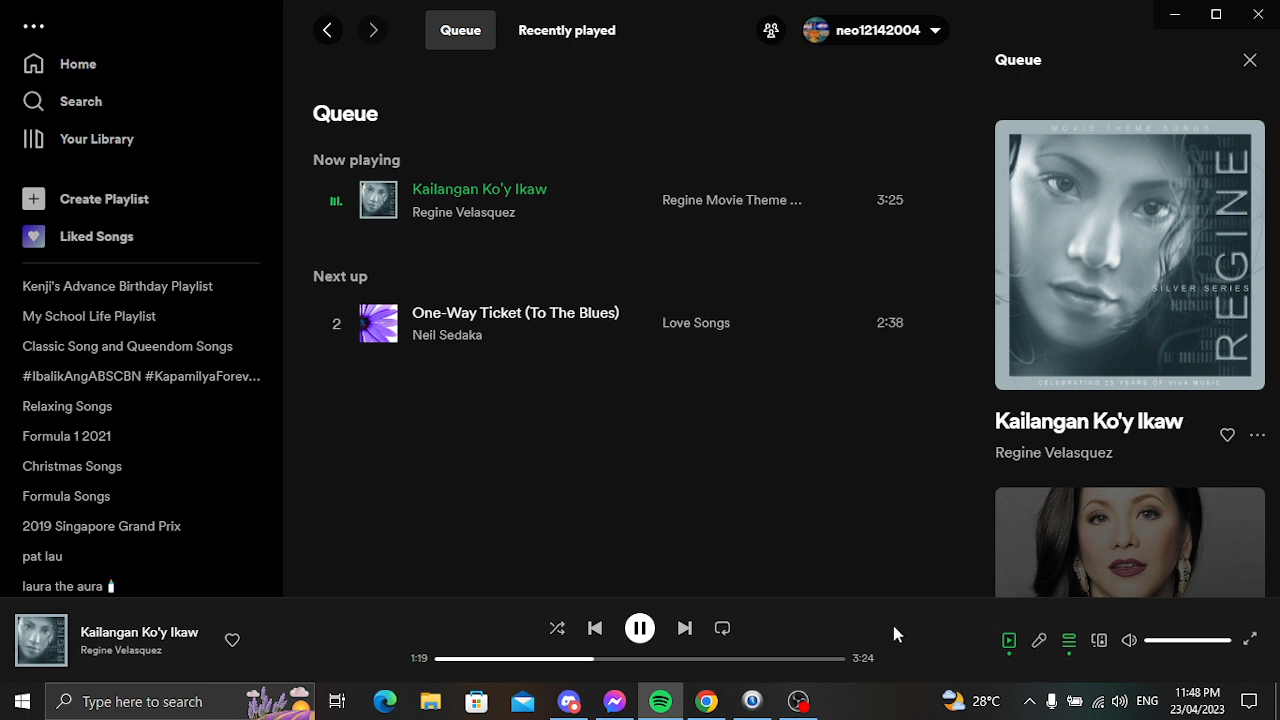 Queue
Recently played
neo12142004
Home
Search
Your Library
Create Playlist
Liked Songs
Kenji's Advance Birthday Playlist
My School Life Playlist
Classic Song and Queendom Songs
#IbalikAngABSCBN #KapamilyaForev...
Relaxing Songs
Formula 1 2021
Christmas Songs
Formula Songs
2019 Singapore Grand Prix
pat lau
laura the aura
Queue
Now playing
Kailangan Ko'y Ikaw
Regine Velasquez
Regine Movie Theme ...
3:25
Next up
2
One-Way Ticket (To The Blues)
Neil Sedaka
Love Songs
2:38
Queue
MOVIE THEME SONGS
REGINE
SILVER SERIES
CELEBRATING 25 YEARS OF VIVA MUSIC
Kailangan Ko'y Ikaw
Regine Velasquez
REGINE
Kailangan Ko'y Ikaw
Regine Velasquez
1:19
3:24
Type here to search
28°C
ENG
11:48 PM
23/04/2023